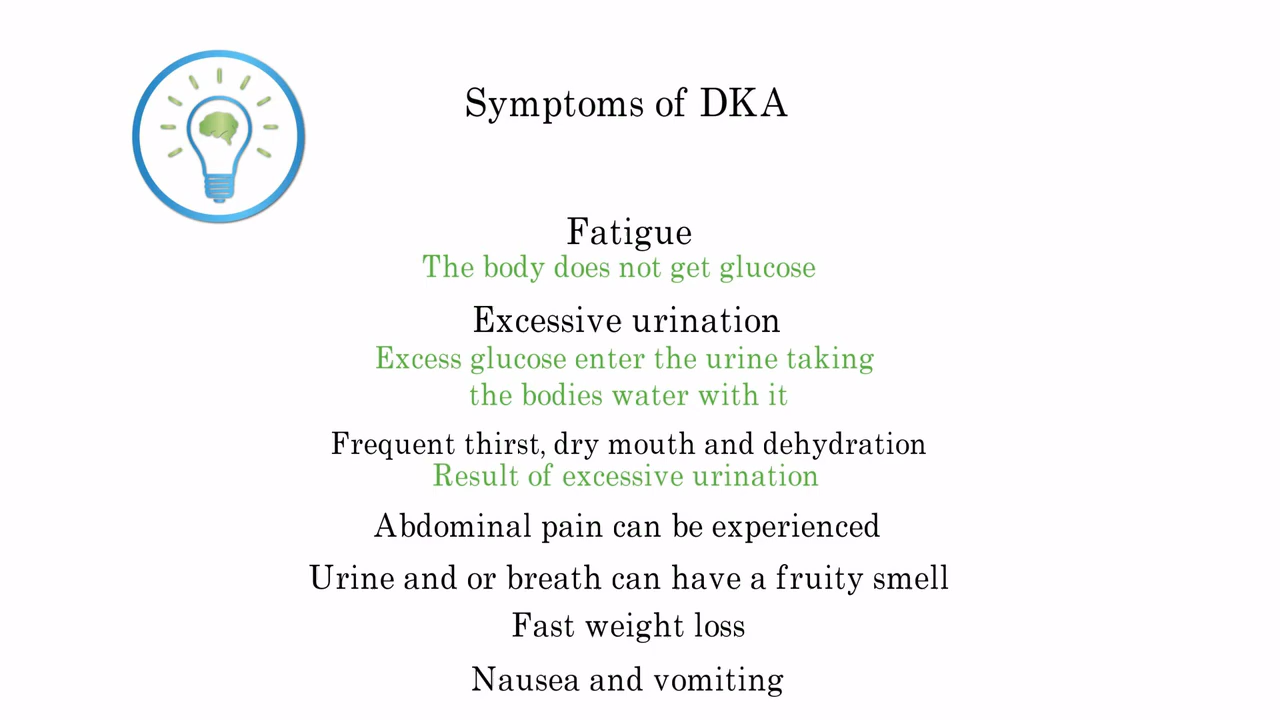 Symptoms of DKA
Fatigue
The body does not get glucose
Excessive urination
Excess glucose enter the urine taking
the bodies water with it
Frequent thirst, dry mouth and dehydration
Result of excessive urination
Abdominal pain can be experienced
Urine and or breath can have a fruity smell
Fast weight loss
Nausea and vomiting